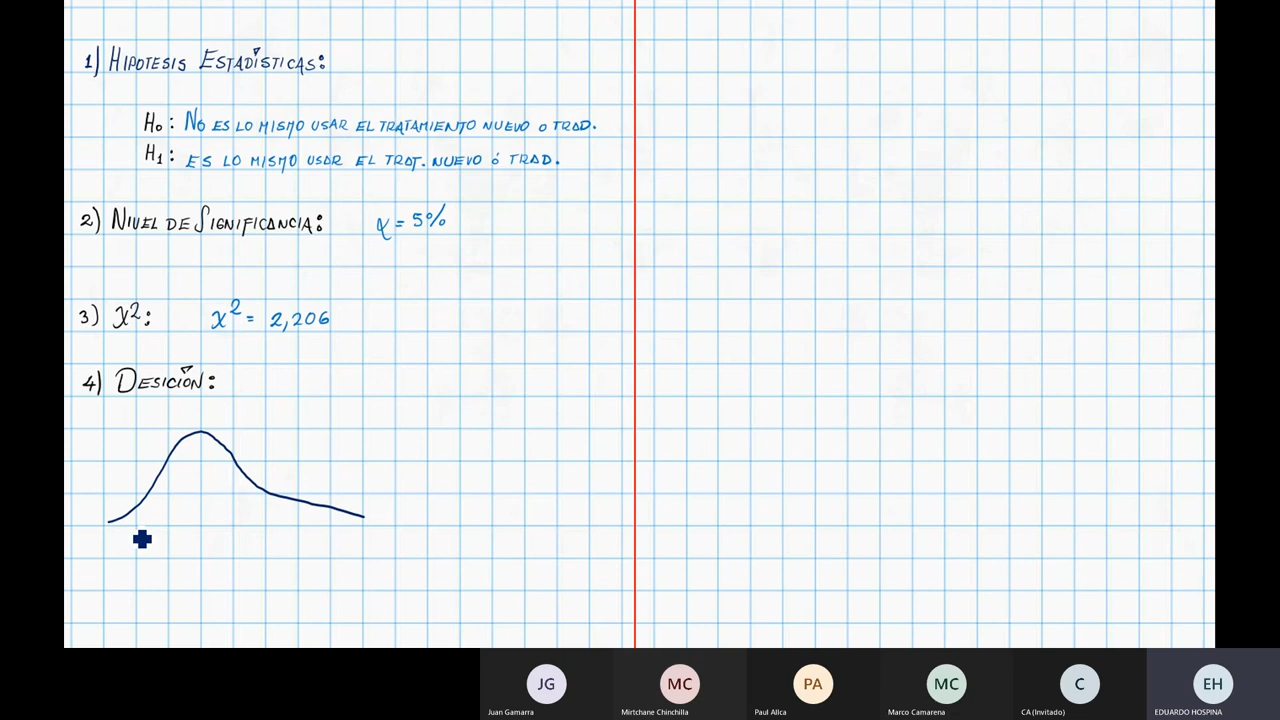 1) HIPOTESIS ESTADÍSTICAS:
H0: NO ES LO MISMO USAR EL TRATAMIENTO NUEVO O TRAD.
H1: ES LO MISMO USAR EL TRAT. NUEVO Ó TRAD.
2) NIVEL DE SIGNIFICANCIA: α = 5%
3) X²: X² = 2,206
4) DESICIÓN:
JG MC PA MC C EH
Juan Gamarra Mirtchane Chinchilla Paul Allca Marco Camarena CA (Invitado) EDUARDO HOSPINA